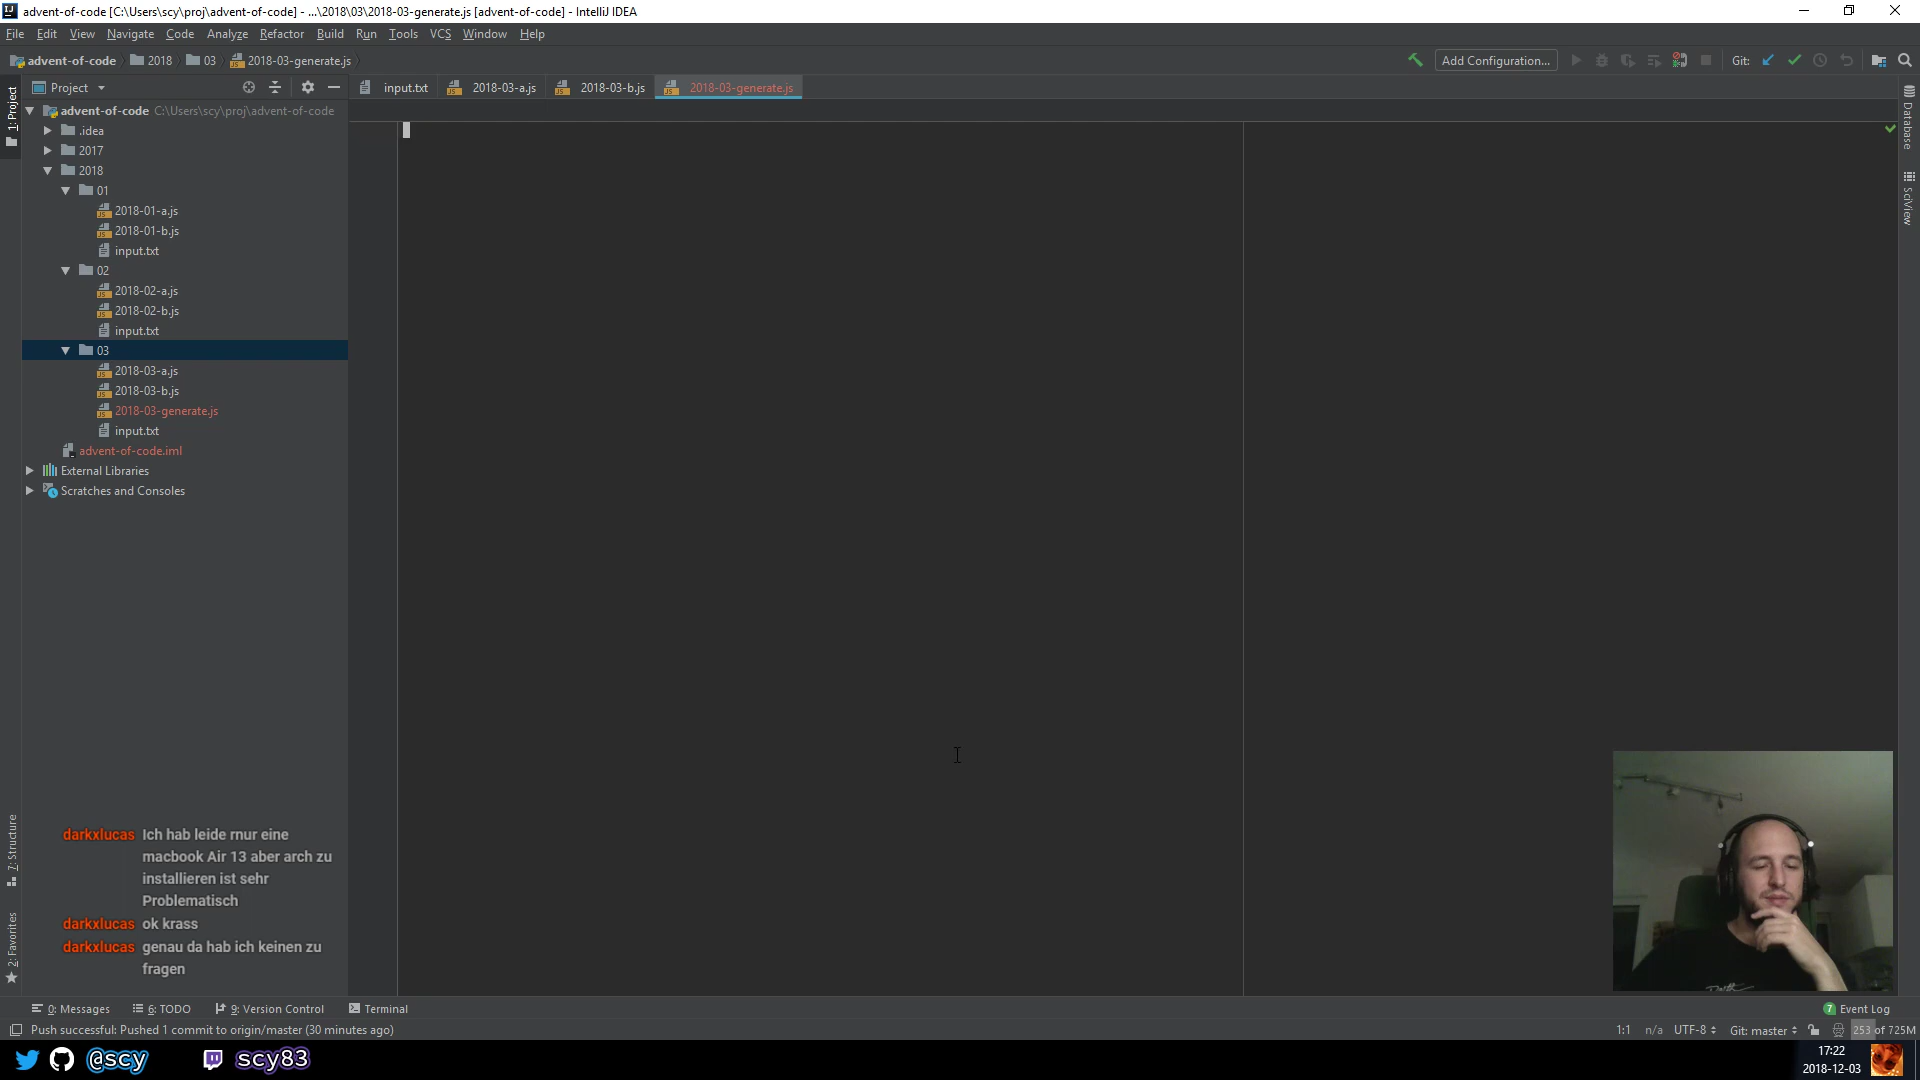 advent-of-code [C:\Users\scy\proj\advent-of-code] - ...\2018\03\2018-03-generate.js [advent-of-code] - IntelliJ IDEA
File Edit View Navigate Code Analyze Refactor Build Run Tools VCS Window Help
advent-of-code 2018 03 2018-03-generate.js
Add Configuration...
Git:
Project
input.txt
2018-03-a.js
2018-03-b.js
2018-03-generate.js
1: Project
advent-of-code C:\Users\scy\proj\advent-of-code
.idea
2017
2018
01
2018-01-a.js
2018-01-b.js
input.txt
02
2018-02-a.js
2018-02-b.js
input.txt
03
2018-03-a.js
2018-03-b.js
2018-03-generate.js
input.txt
advent-of-code.iml
External Libraries
Scratches and Consoles
Database
SciView
7: Structure
2: Favorites
darkxlucas Ich hab leide rnur eine
macbook Air 13 aber arch zu
installieren ist sehr
Problematisch
darkxlucas ok krass
darkxlucas genau da hab ich keinen zu
fragen
0: Messages 6: TODO 9: Version Control Terminal
7 Event Log
Push successful: Pushed 1 commit to origin/master (30 minutes ago)
1:1 n/a UTF-8 Git: master 253 of 725M
@scy scy83
17:22
2018-12-03